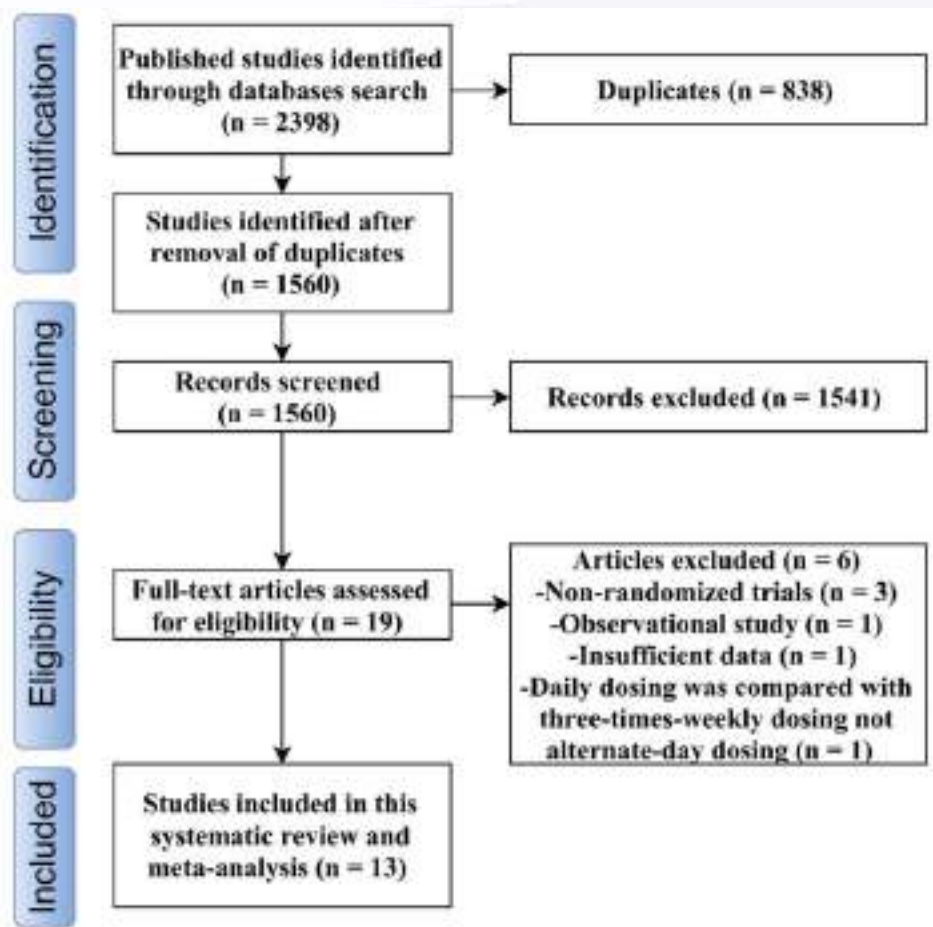 Identification
Published studies identified
through databases search
(n = 2398)
Duplicates (n = 838)
Studies identified after
removal of duplicates
(n = 1560)
Screening
Records screened
(n = 1560)
Records excluded (n = 1541)
Eligibility
Full-text articles assessed
for eligibility (n = 19)
Articles excluded (n = 6)
-Non-randomized trials (n = 3)
-Observational study (n = 1)
-Insufficient data (n = 1)
-Daily dosing was compared with
three-times-weekly dosing not
alternate-day dosing (n = 1)
Included
Studies included in this
systematic review and
meta-analysis (n = 13)